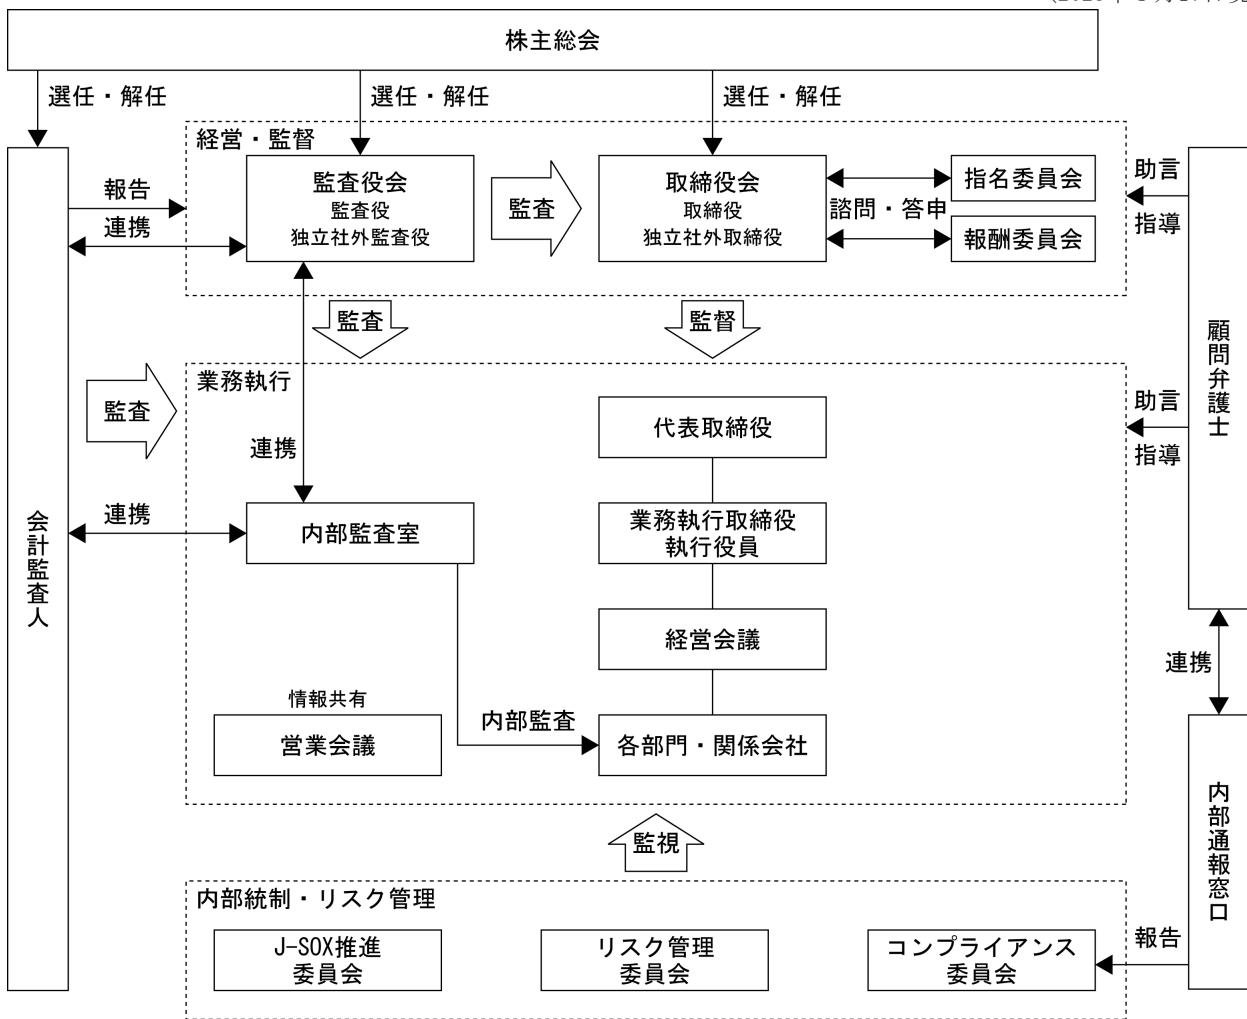 株主総会
選任・解任
選任・解任
選任・解任
経営・監督
監査役会
監査役
独立社外監査役
監査
取締役会
取締役
独立社外取締役
諮問・答申
指名委員会
報酬委員会
報告
連携
助言
指導
監査
監督
顧問弁護士
業務執行
監査
連携
代表取締役
助言
指導
連携
内部監査室
業務執行取締役
執行役員
会計監査人
経営会議
連携
情報共有
営業会議
内部監査
各部門・関係会社
内部通報窓口
監視
内部統制・リスク管理
J-SOX推進
委員会
リスク管理
委員会
コンプライアンス
委員会
報告